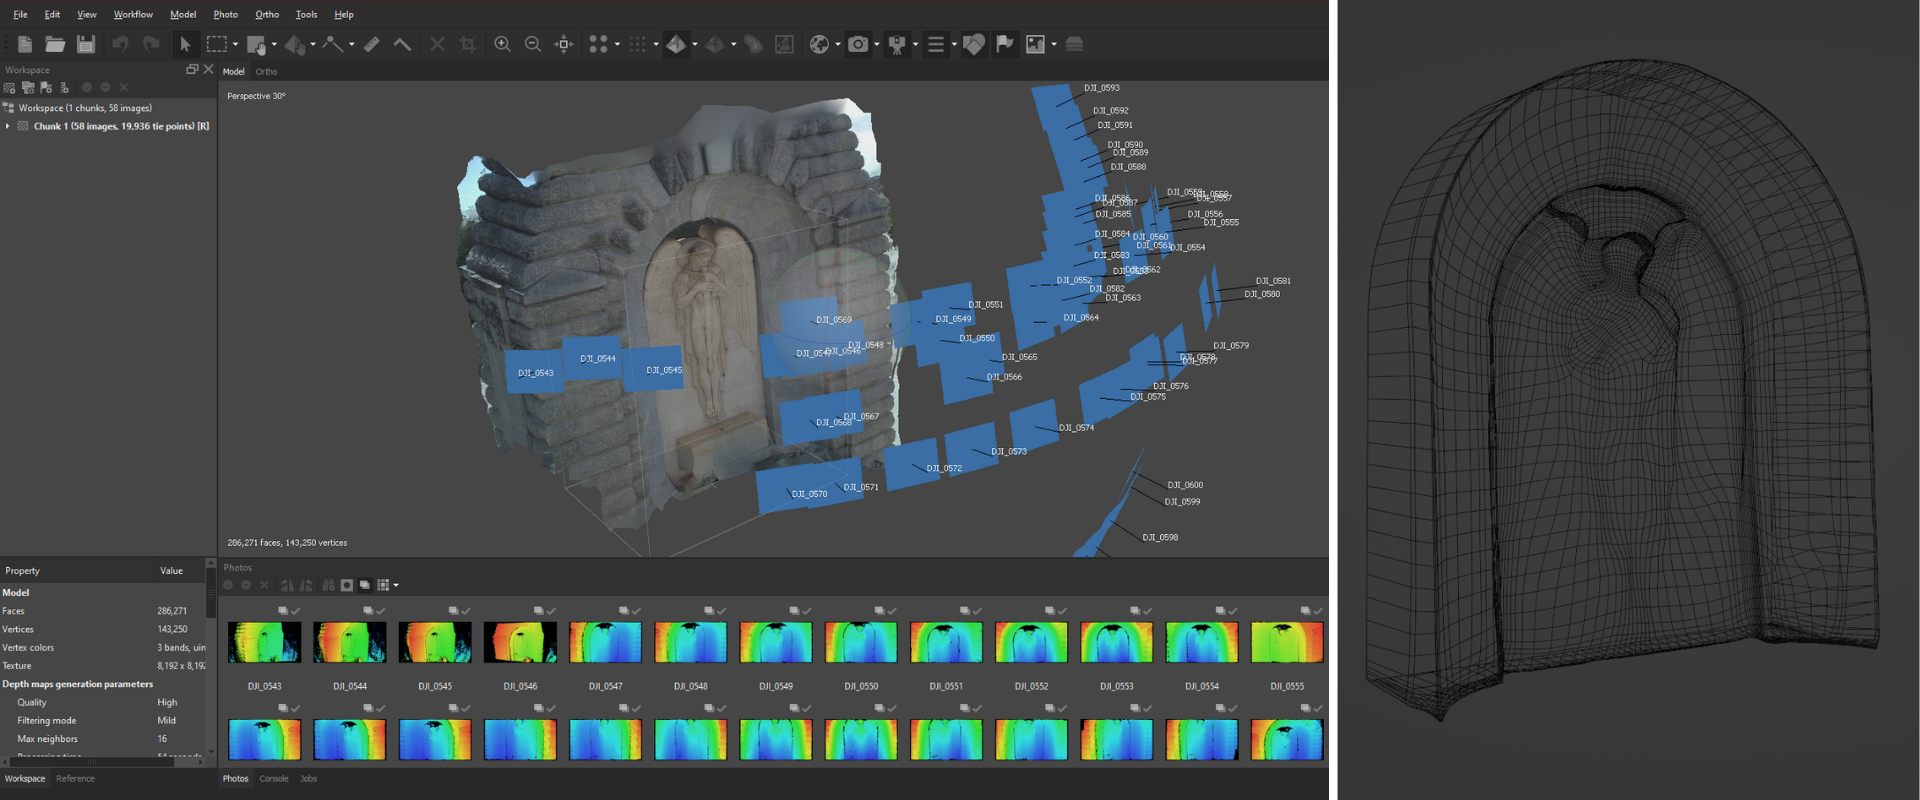 File Edit View Workflow Model Photo Ortho Tools Help
Workspace
Workspace (1 chunks, 58 images)
Chunk 1 (58 images, 19,936 tie points) [R]
Model Ortho
Perspective 30°
DJI_0593
DJI_0592
DJI_0591
DJI_0590
DJI_0589
DJI_0588
DJI_0559
DJI_0558
DJI_0557
DJI_0586
DJI_0587
DJI_0585
DJI_0556
DJI_0555
DJI_0584
DJI_0560
DJI_0561
DJI_0554
DJI_0583
DJI_0562
DJI_0552
DJI_0582
DJI_0563
DJI_0581
DJI_0580
DJI_0551
DJI_0549
DJI_0564
DJI_0569
DJI_0550
DJI_0548
DJI_0546
DJI_0565
DJI_0579
DJI_0578
DJI_0577
DJI_0544
DJI_0543
DJI_0545
DJI_0566
DJI_0576
DJI_0575
DJI_0567
DJI_0568
DJI_0574
DJI_0573
DJI_0572
DJI_0571
DJI_0570
DJI_0600
DJI_0599
DJI_0598
286,271 faces, 143,250 vertices
Property Value
Model
Faces 286,271
Vertices 143,250
Vertex colors 3 bands, uin
Texture 8,192 x 8,192
Depth maps generation parameters
Quality High
Filtering mode Mild
Max neighbors 16
Workspace Reference
Photos
DJI_0543 DJI_0544 DJI_0545 DJI_0546 DJI_0547 DJI_0548 DJI_0549 DJI_0550 DJI_0551 DJI_0552 DJI_0553 DJI_0554 DJI_0555
Photos Console Jobs